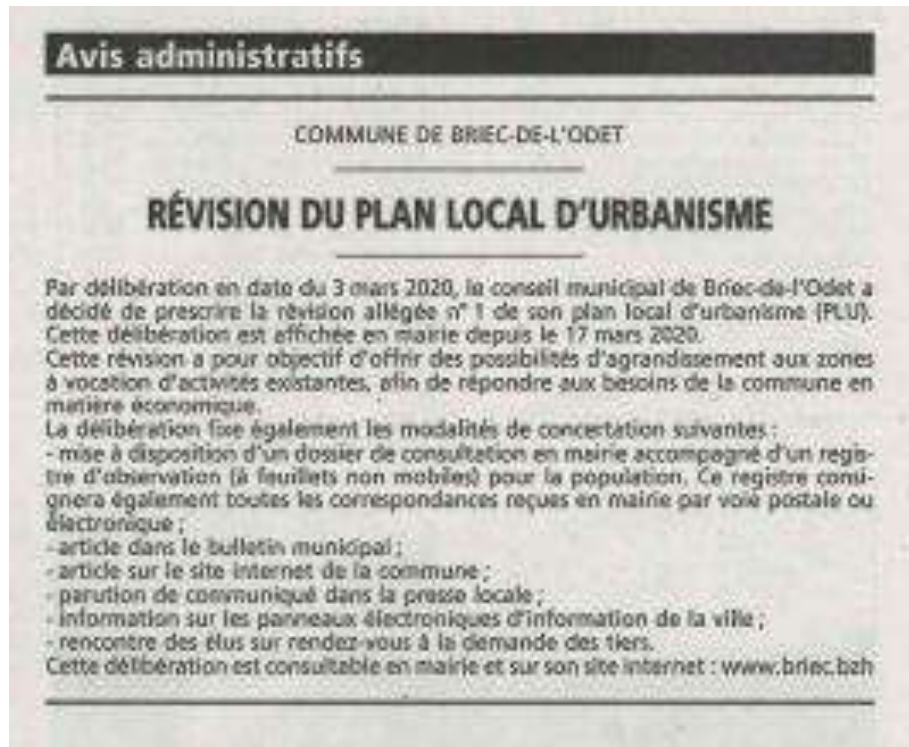 Avis administratifs
COMMUNE DE BRIEC-DE-L'ODET
RÉVISION DU PLAN LOCAL D'URBANISME
Par délibération en date du 3 mars 2020, le conseil municipal de Briec-de-l'Odet a
décidé de prescrire la révision allégée n° 1 de son plan local d'urbanisme (PLU).
Cette délibération est affichée en mairie depuis le 17 mars 2020.
Cette révision a pour objectif d'offrir des possibilités d'agrandissement aux zones
à vocation d'activités existantes, afin de répondre aux besoins de la commune en
matière économique.
La délibération fixe également les modalités de concertation suivantes :
- mise à disposition d'un dossier de consultation en mairie accompagné d'un regis-
tre d'observation (à feuillets non mobiles) pour la population. Ce registre consi-
gnera également toutes les correspondances reçues en mairie par voie postale ou
électronique ;
- article dans le bulletin municipal ;
- article sur le site internet de la commune ;
- parution de communiqué dans la presse locale ;
- information sur les panneaux électroniques d'information de la ville ;
- rencontre des élus sur rendez-vous à la demande des tiers.
Cette délibération est consultable en mairie et sur son site internet : www.briec.bzh